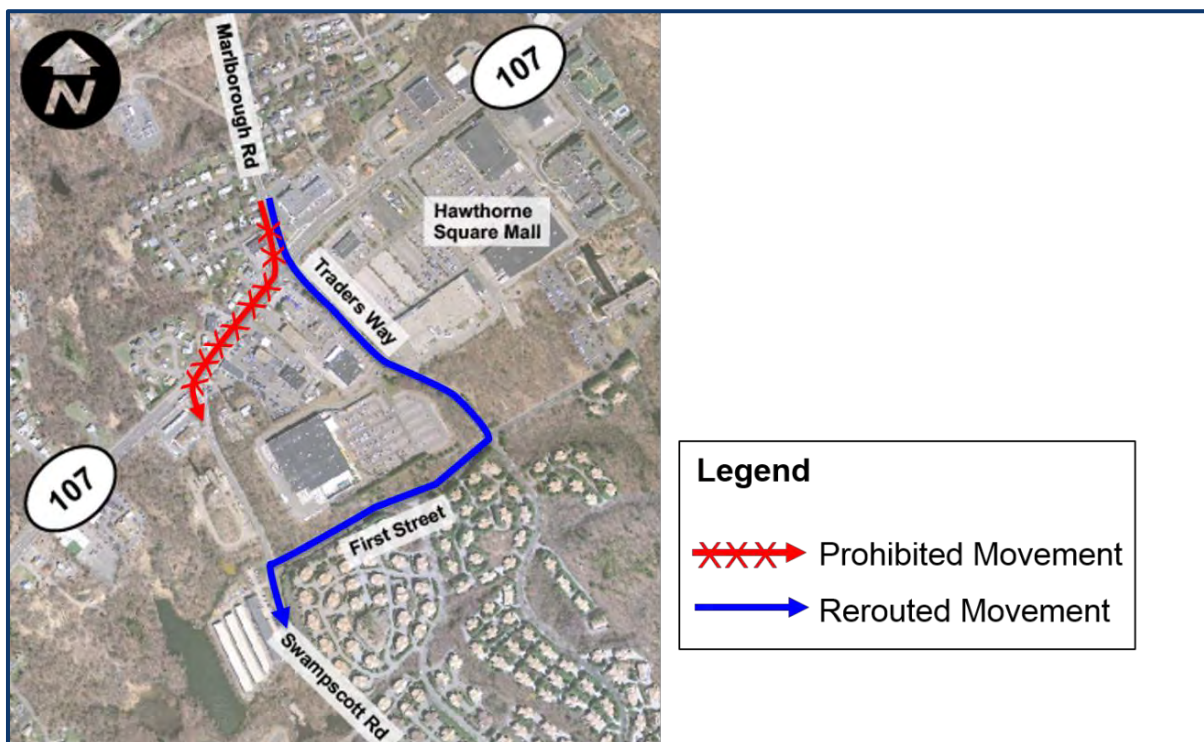 N
Marlborough Rd
107
Hawthorne
Square Mall
Traders Way
107
First Street
Swampscott Rd
Legend
Prohibited Movement
Rerouted Movement